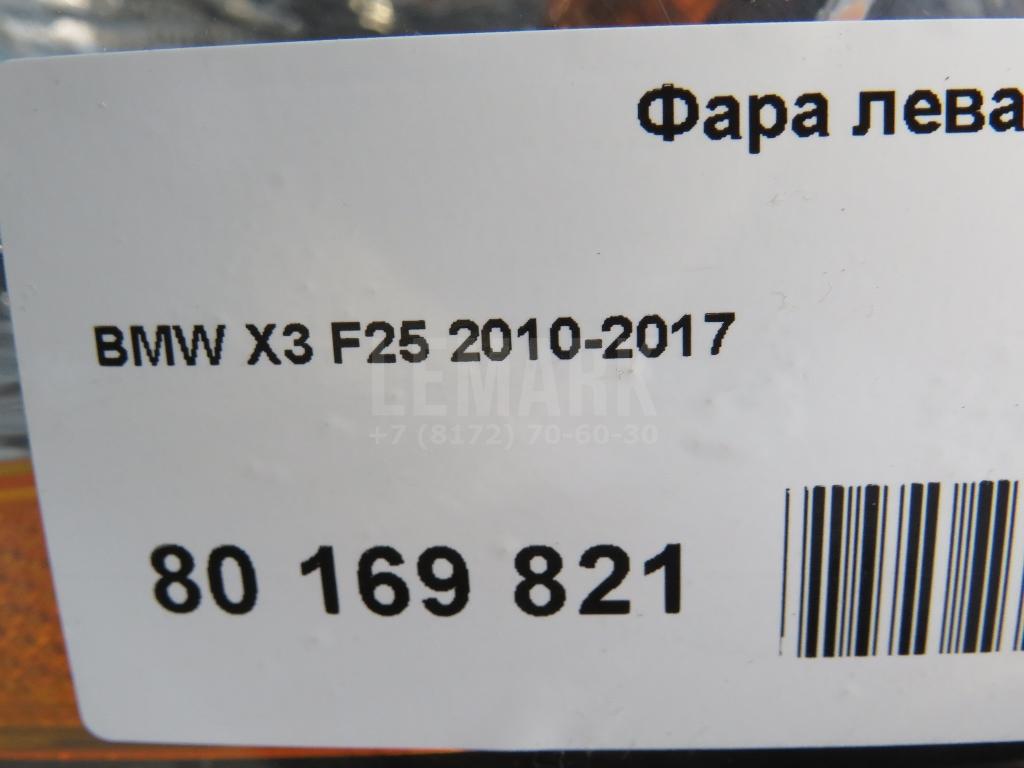 Фара лева
BMW X3 F25 2010-2017
LEMARK
+7 (8172) 70-60-30
80 169 821